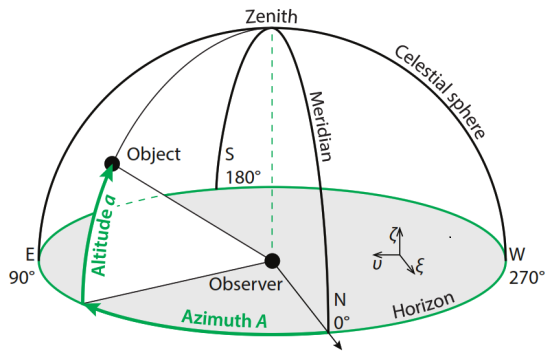 Zenith
Celestial sphere
Meridian
Object
S
180°
Altitude a
E
90°
ζ
υ
ξ
W
270°
Observer
N
0°
Horizon
Azimuth A